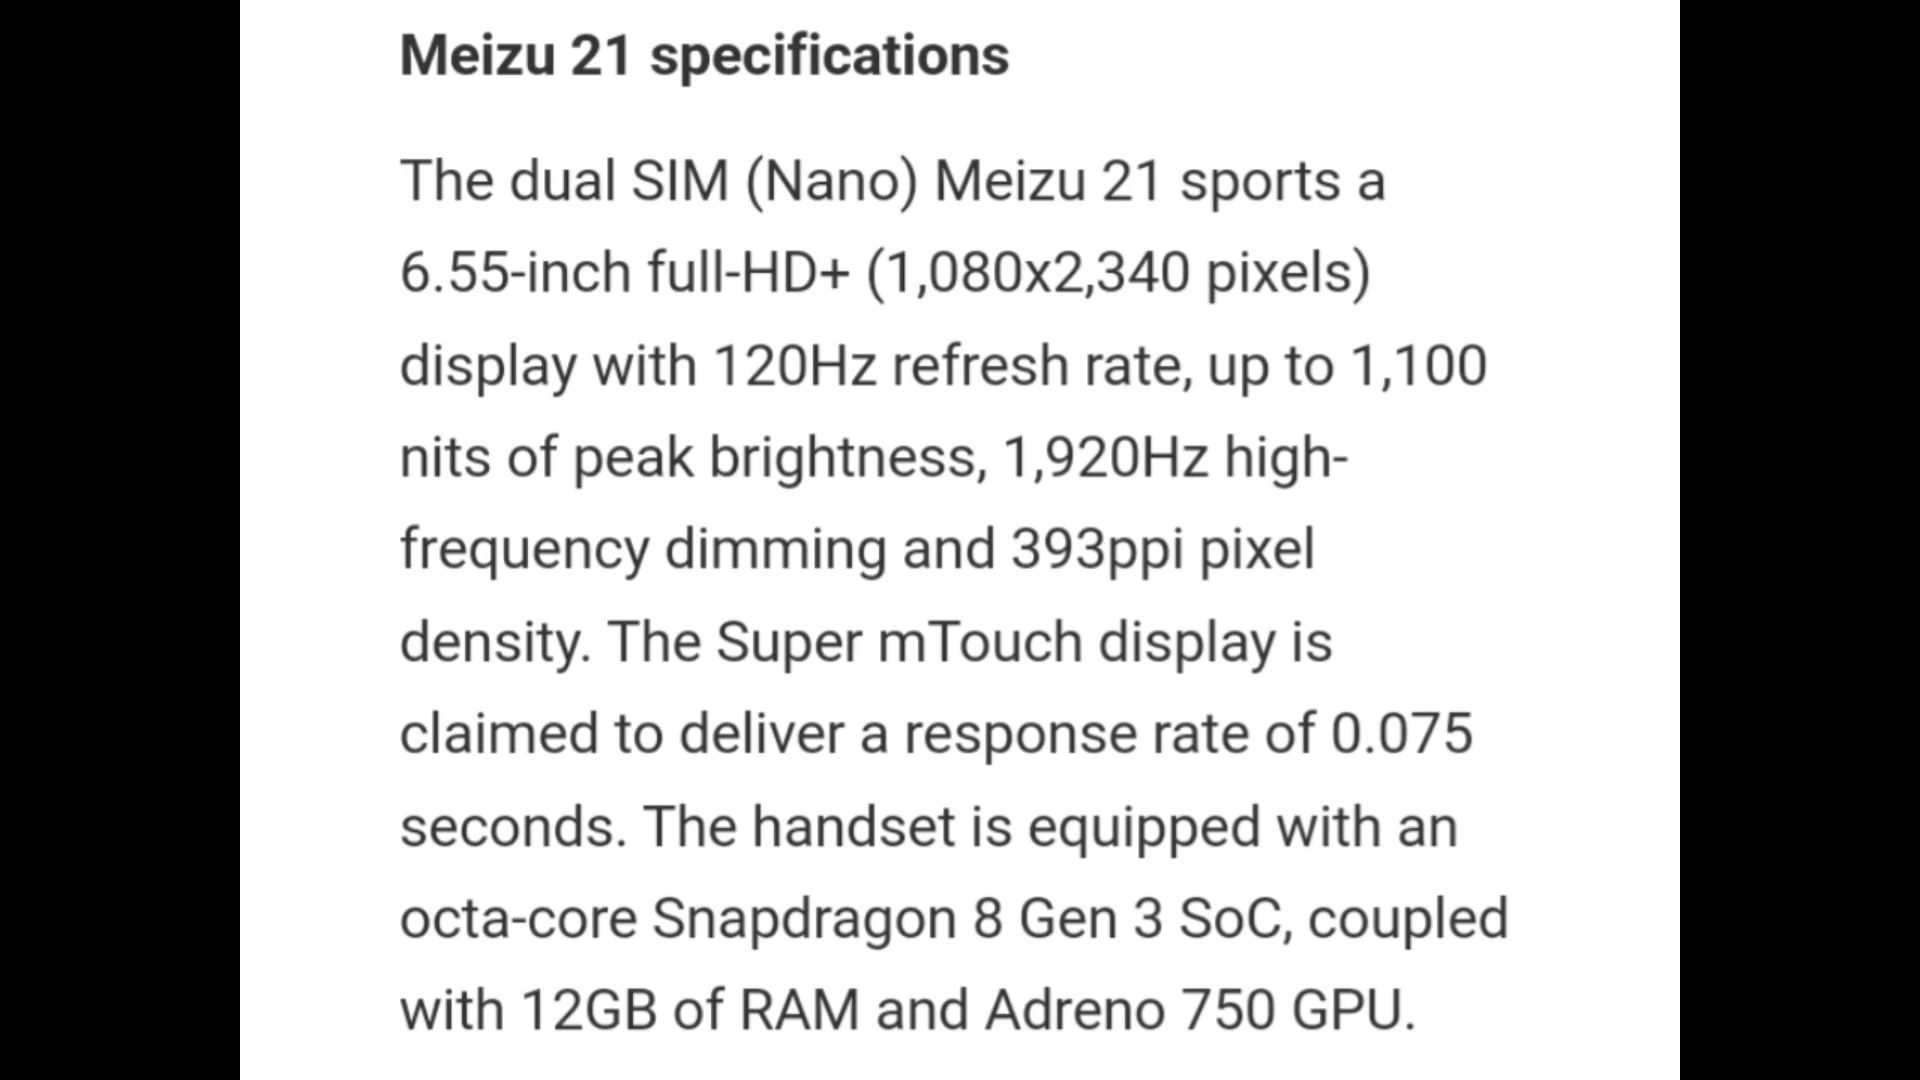 Meizu 21 specifications
The dual SIM (Nano) Meizu 21 sports a
6.55-inch full-HD+ (1,080x2,340 pixels)
display with 120Hz refresh rate, up to 1,100
nits of peak brightness, 1,920Hz high-
frequency dimming and 393ppi pixel
density. The Super mTouch display is
claimed to deliver a response rate of 0.075
seconds. The handset is equipped with an
octa-core Snapdragon 8 Gen 3 SoC, coupled
with 12GB of RAM and Adreno 750 GPU.